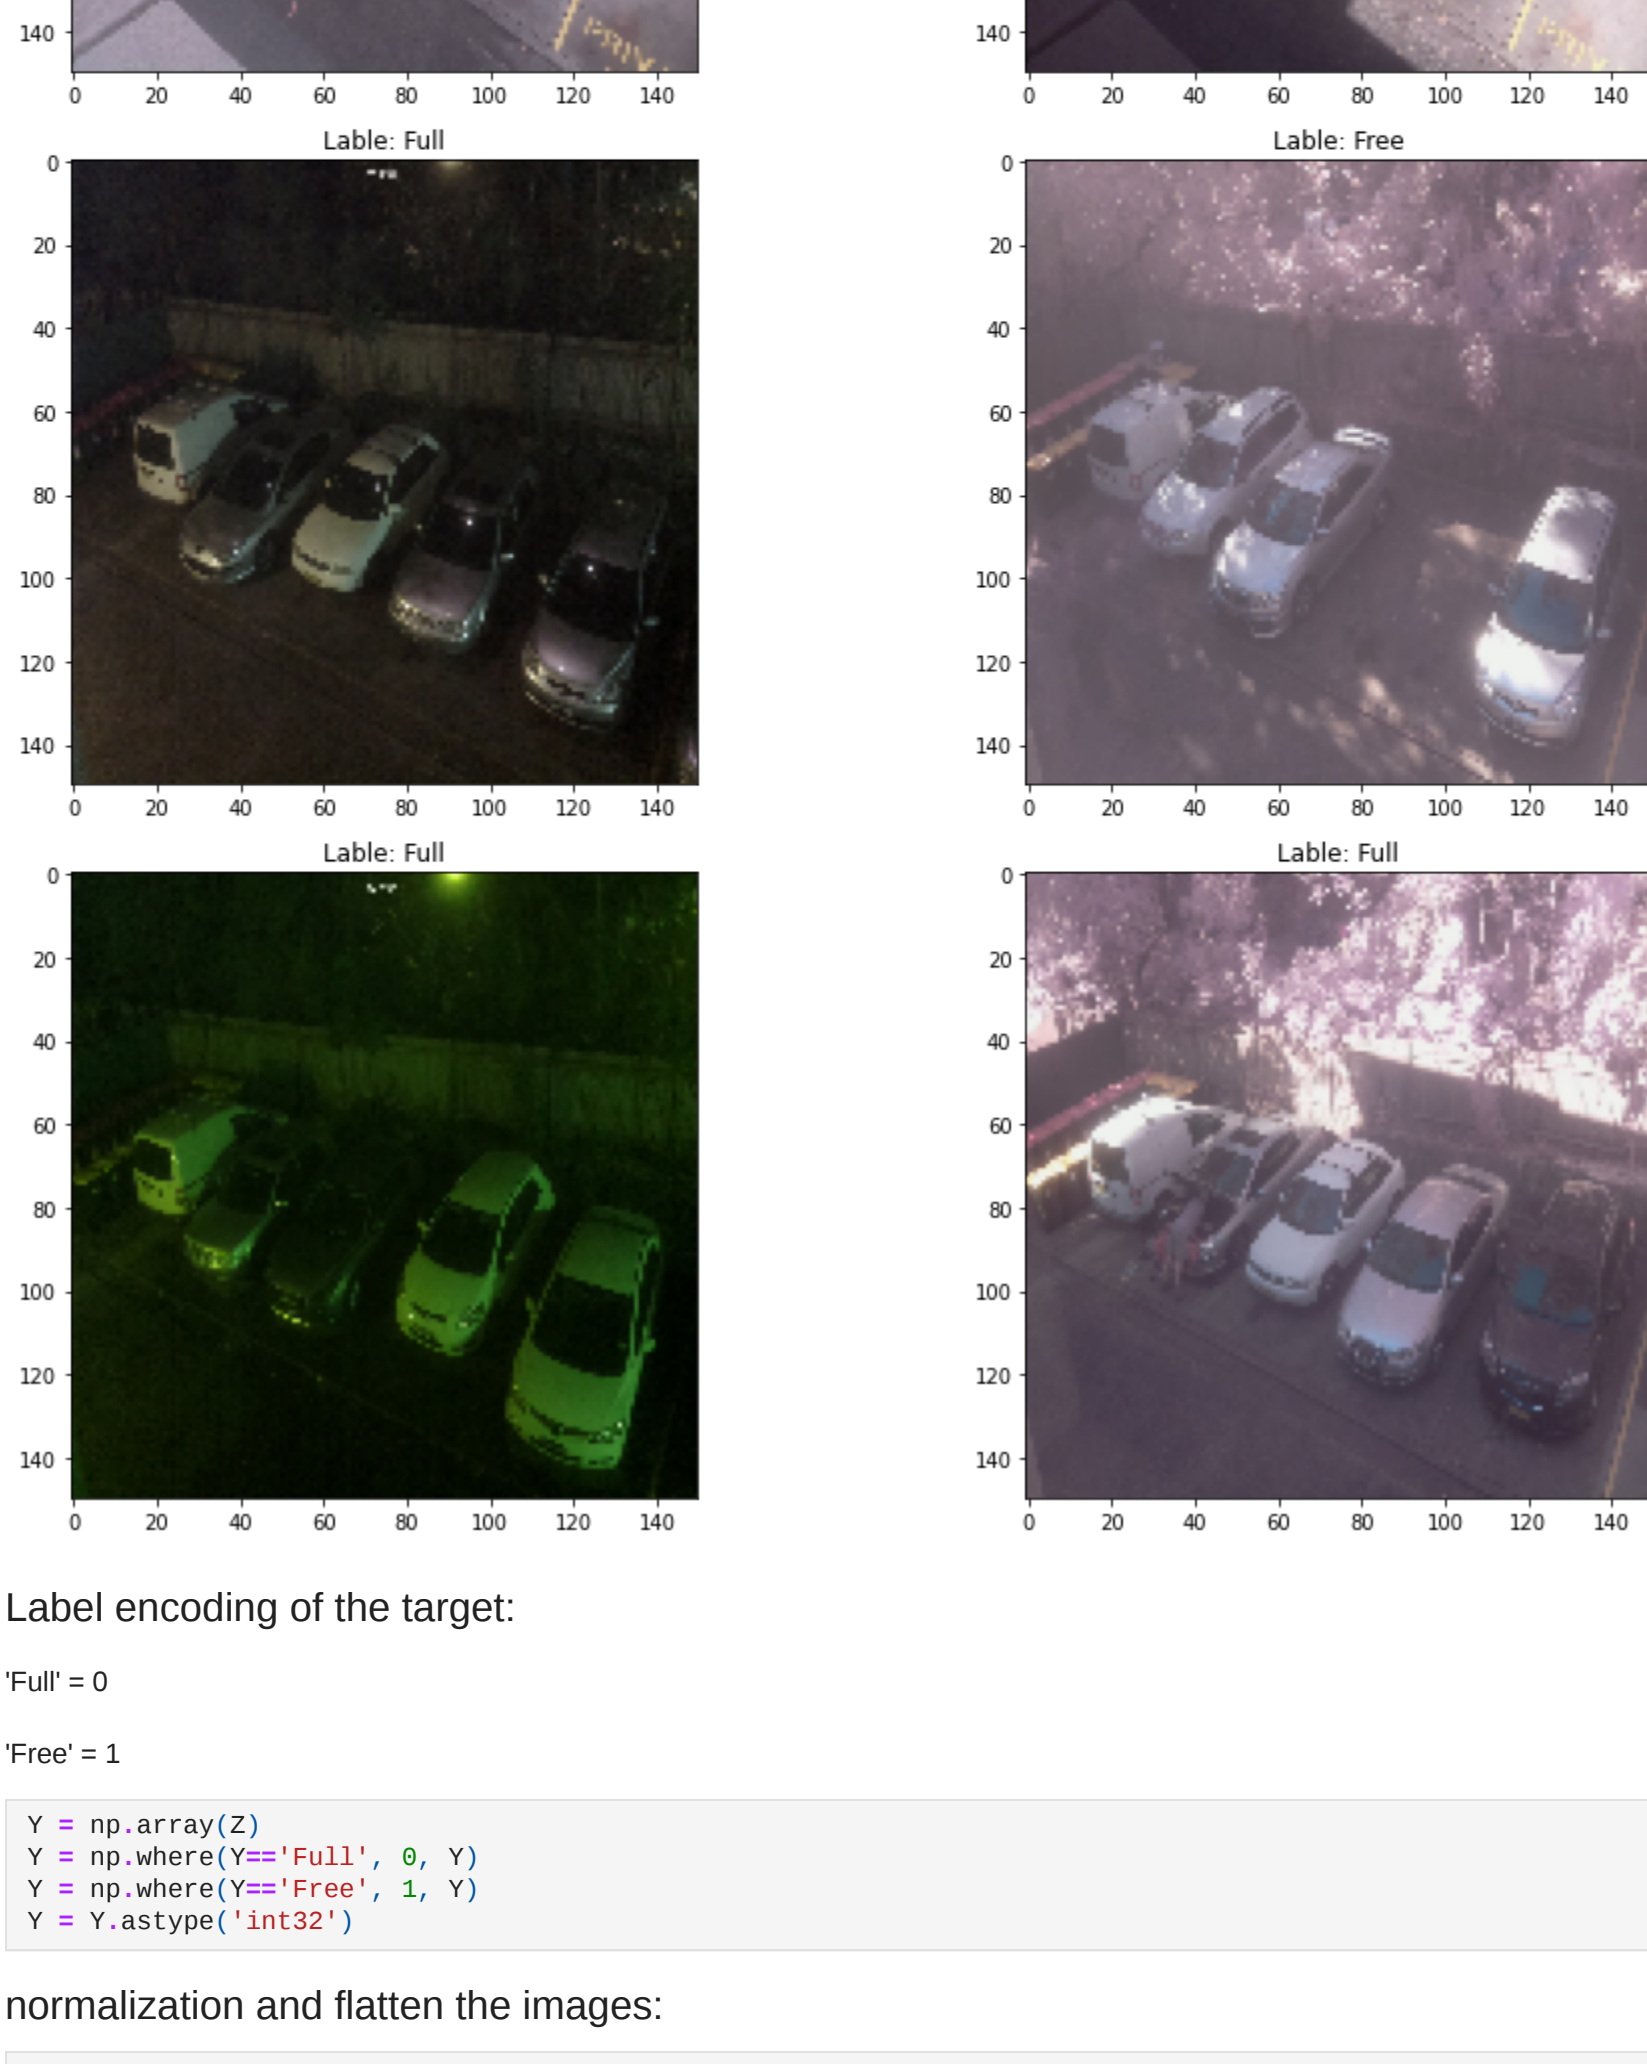 140
0 20 40 60 80 100 120 140
140
0 20 40 60 80 100 120 140
Lable: Full
0
20
40
60
80
100
120
140
0 20 40 60 80 100 120 140
Lable: Free
0
20
40
60
80
100
120
140
0 20 40 60 80 100 120 140
Lable: Full
0
20
40
60
80
100
120
140
0 20 40 60 80 100 120 140
Lable: Full
0
20
40
60
80
100
120
140
0 20 40 60 80 100 120 140
Label encoding of the target:
'Full' = 0
'Free' = 1
Y = np.array(Z)
Y = np.where(Y=='Full', 0, Y)
Y = np.where(Y=='Free', 1, Y)
Y = Y.astype('int32')
normalization and flatten the images: